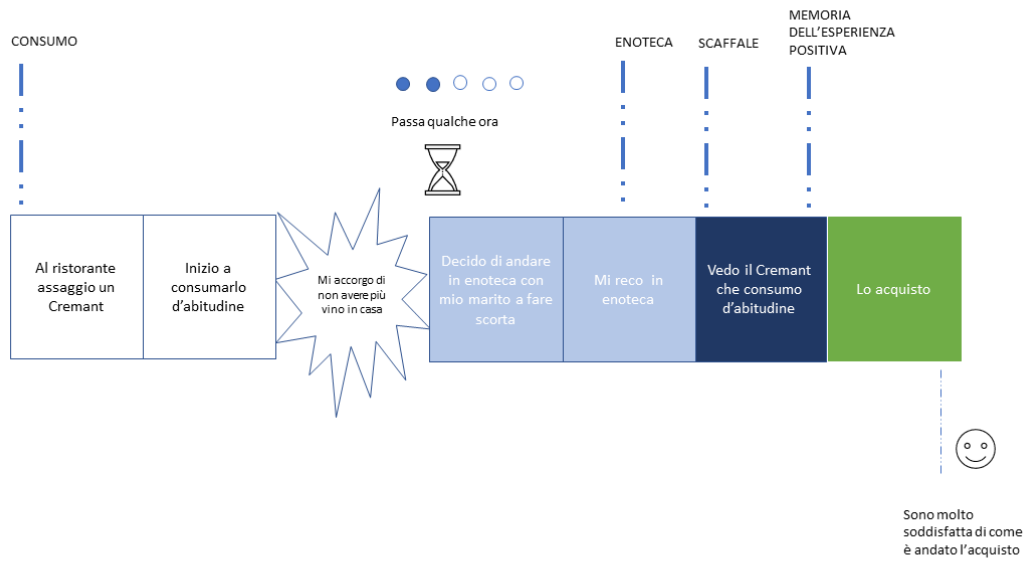 CONSUMO
ENOTECA
SCAFFALE
MEMORIA
DELL'ESPERIENZA
POSITIVA
Passa qualche ora
Al ristorante
assaggio un
Cremant
Inizio a
consumarlo
d'abitudine
Mi accorgo di
non avere più
vino in casa
Decido di andare
in enoteca con
mio marito a fare
scorta
Mi reco in
enoteca
Vedo il Cremant
che consumo
d'abitudine
Lo acquisto
Sono molto
soddisfatta di come
è andato l'acquisto